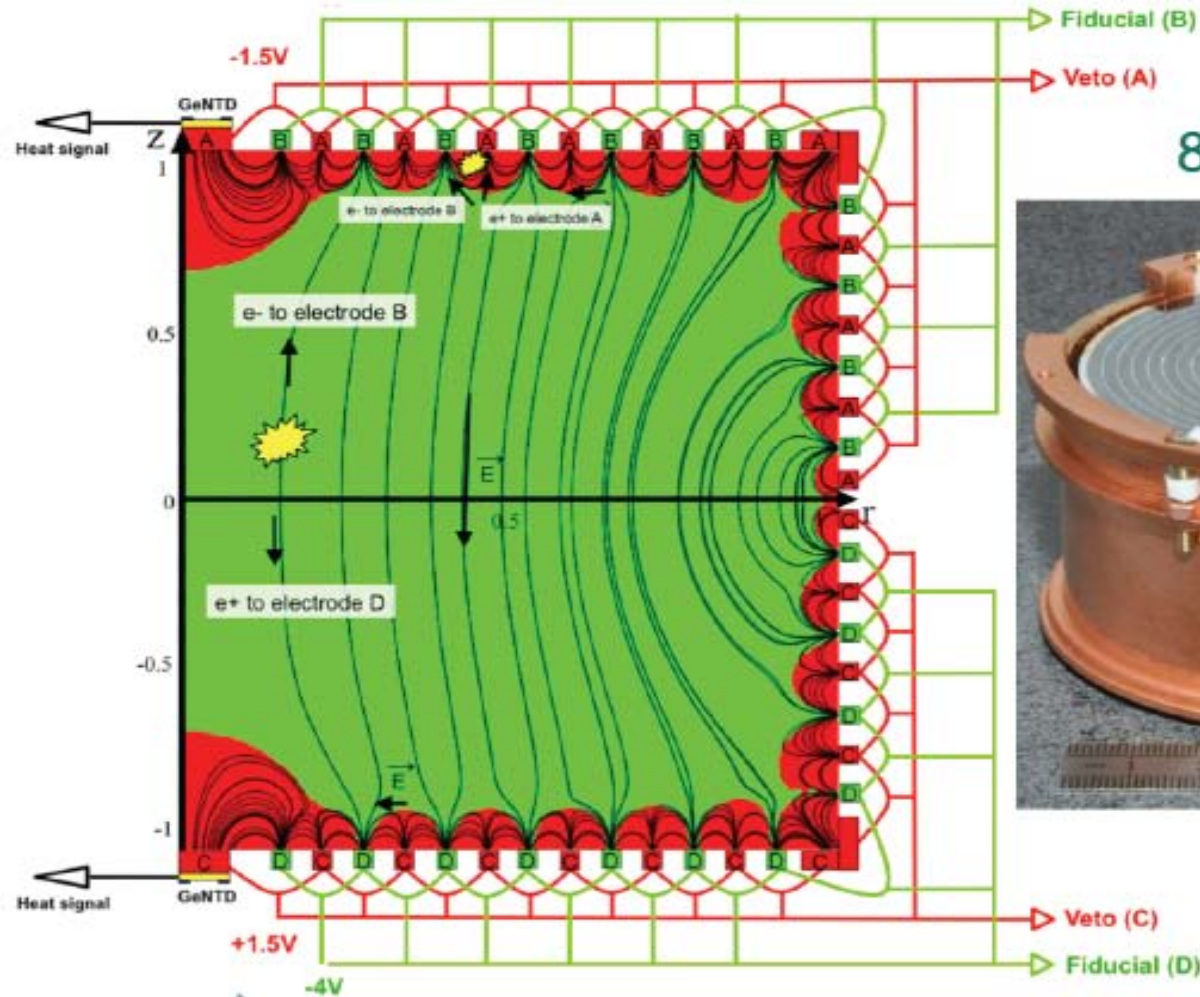 Fiducial (B)
-1.5V
Veto (A)
GeNTD
Heat signal
Z
A B A B A B A B A B A B A B A
1
8
e- to electrode B
e+ to electrode A
B
A
B
A
B
A
B
A
e- to electrode B
0.5
E
0
0.5
r
C
D
C
D
C
D
C
D
e+ to electrode D
-0.5
E
-1
C D C D C D C D C D C D C D C
Heat signal
GeNTD
Veto (C)
+1.5V
Fiducial (D)
-4V